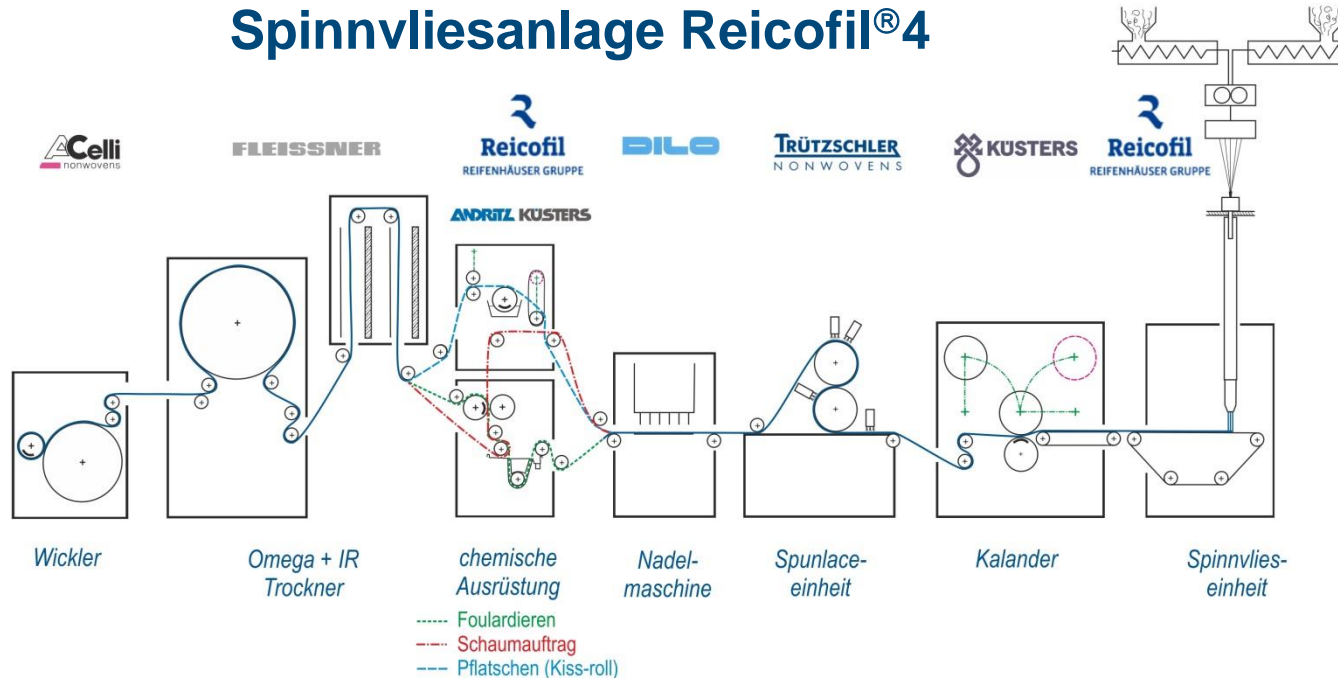 Spinnvliesanlage Reicofil®4
ACelli
nonwovens
FLEISSNER
Reicofil
REIFENHÄUSER GRUPPE
ANDRITZ KÜSTERS
DILO
TRÜTZSCHLER
NONWOVENS
KÜSTERS
Reicofil
REIFENHÄUSER GRUPPE
Wickler
Omega + IR
Trockner
chemische
Ausrüstung
Nadel-
maschine
Spunlace-
einheit
Kalander
Spinnvlies-
einheit
Foulardieren
Schaumauftrag
Pflatschen (Kiss-roll)